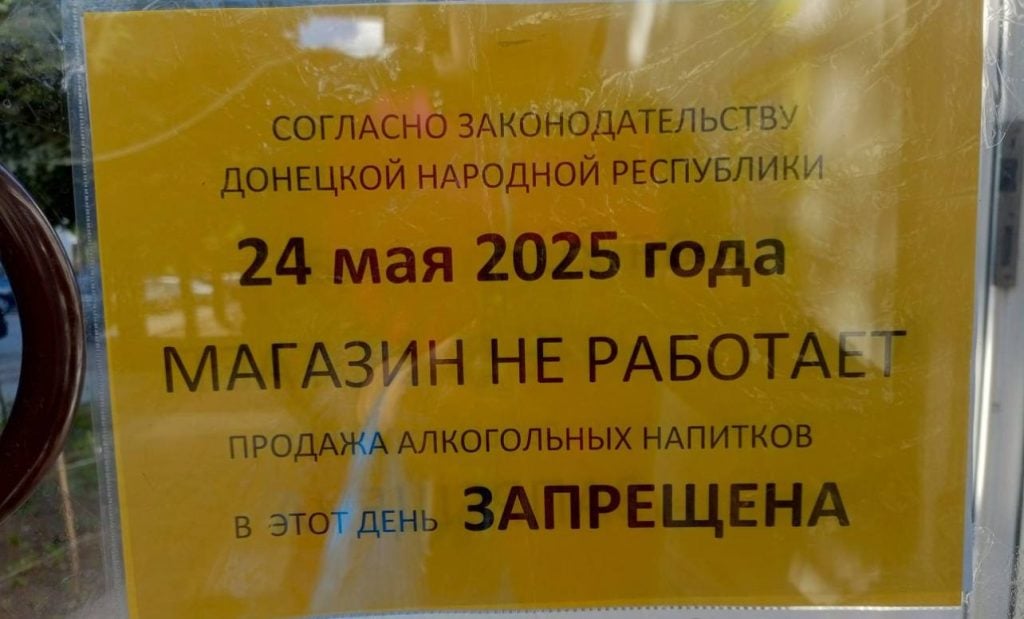 СОГЛАСНО ЗАКОНОДАТЕЛЬСТВУ
ДОНЕЦКОЙ НАРОДНОЙ РЕСПУБЛИКИ
24 мая 2025 года
МАГАЗИН НЕ РАБОТАЕТ
ПРОДАЖА АЛКОГОЛЬНЫХ НАПИТКОВ
В ЭТОТ ДЕНЬ ЗАПРЕЩЕНА